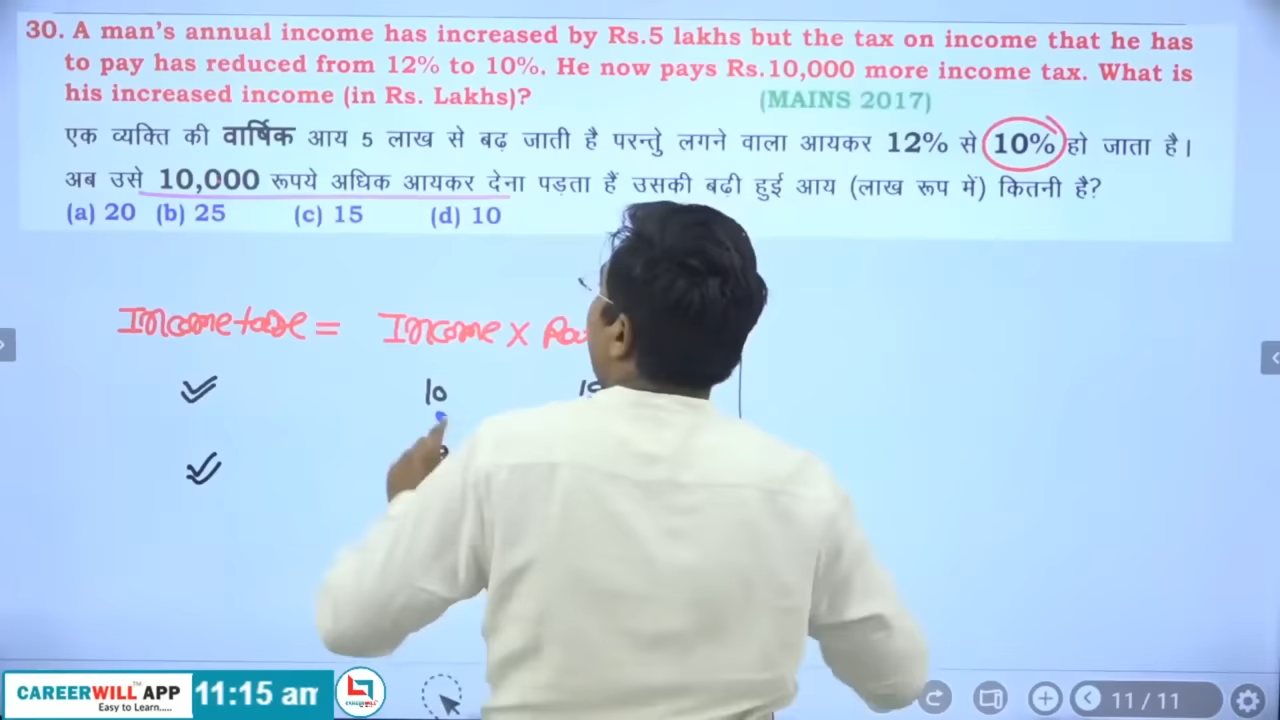 30. A man's annual income has increased by Rs.5 lakhs but the tax on income that he has
to pay has reduced from 12% to 10%. He now pays Rs.10,000 more income tax. What is
his increased income (in Rs. Lakhs)? (MAINS 2017)
एक व्यक्ति की वार्षिक आय 5 लाख से बढ़ जाती है परन्तु लगने वाला आयकर 12% से 10% हो जाता है।
अब उसे 10,000 रूपये अधिक आयकर देना पड़ता हैं उसकी बढ़ी हुई आय (लाख रूप में) कितनी है?
(a) 20 (b) 25 (c) 15 (d) 10
Income taxe = Income x
10
CAREERWILL APP
Easy to Learn.....
11:15 am
CAREERWILL
11 / 11